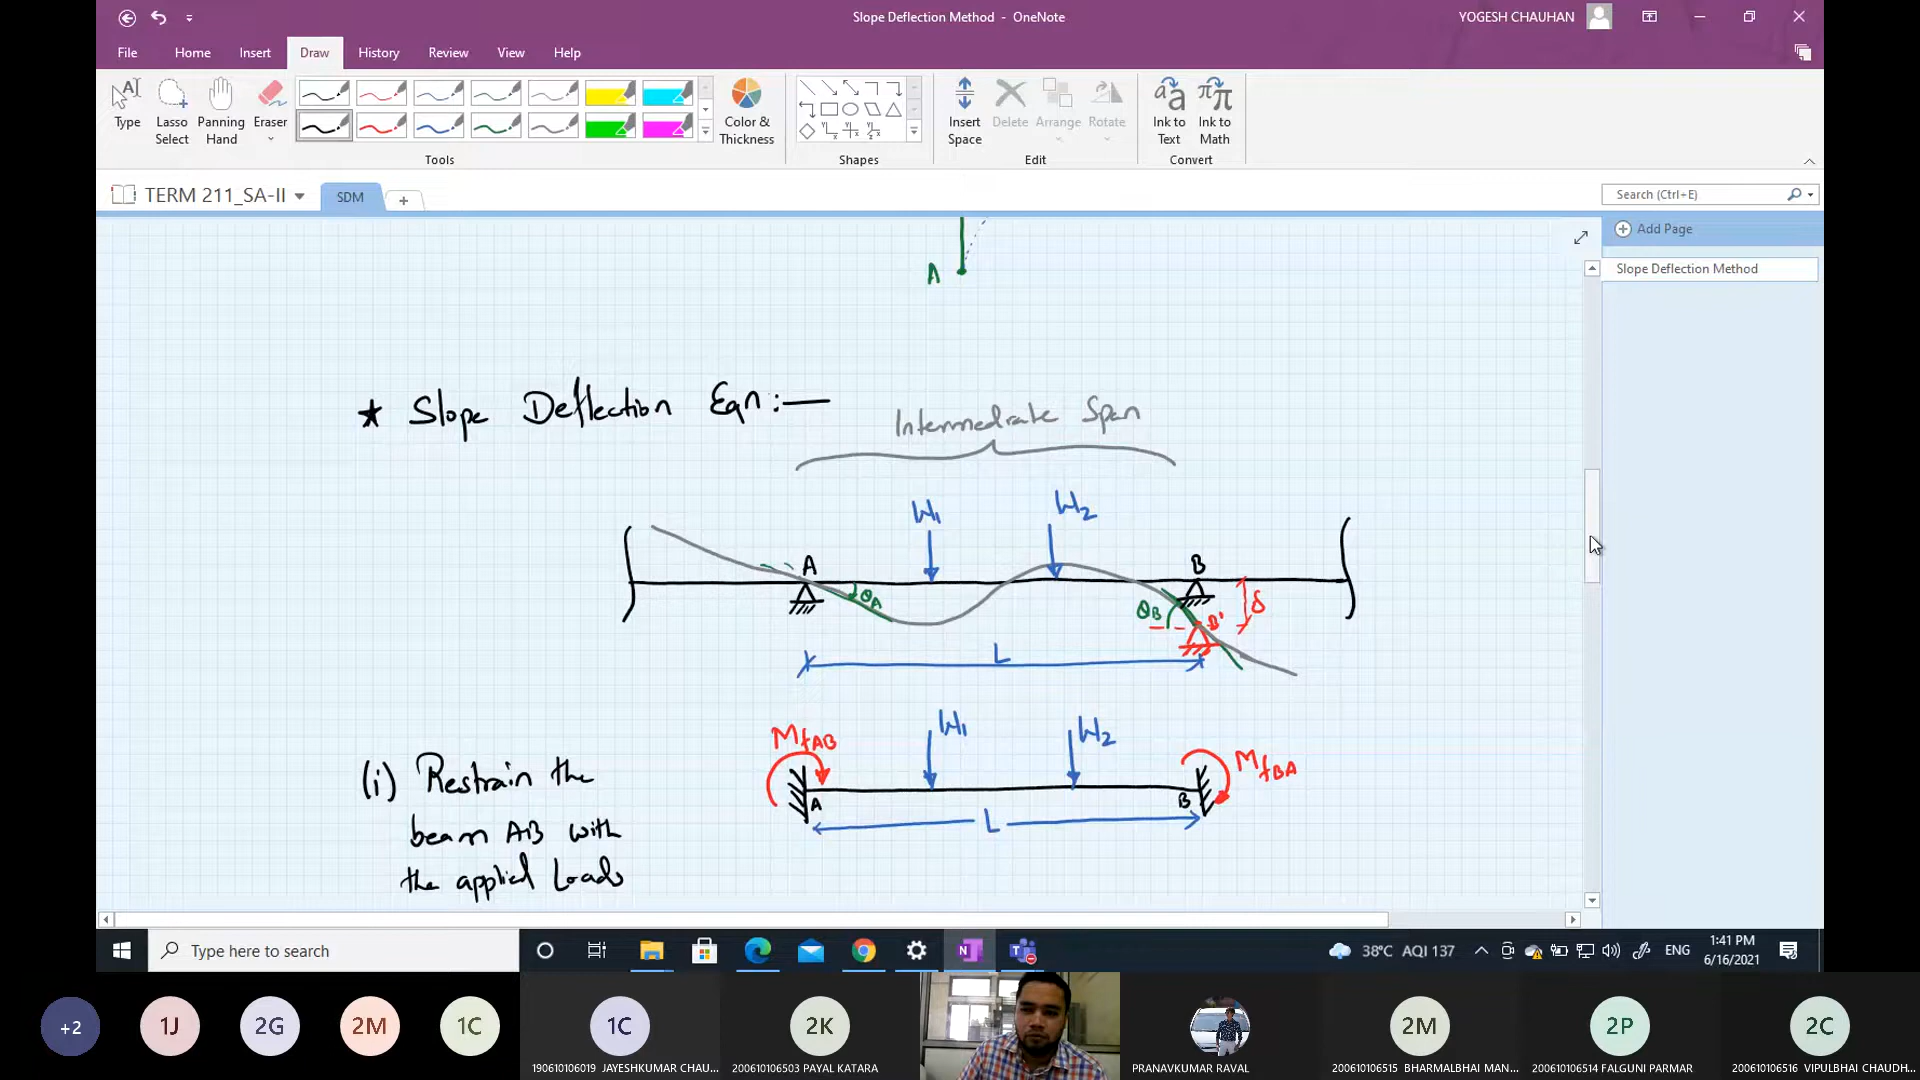 Slope Deflection Method - OneNote
YOGESH CHAUHAN
File Home Insert Draw History Review View Help
Type
Lasso Select
Panning Hand
Eraser
Color & Thickness
Insert Space
Delete
Arrange
Rotate
Ink to Text
Ink to Math
Tools
Shapes
Edit
Convert
TERM 211_SA-II
SDM
Search (Ctrl+E)
Add Page
Slope Deflection Method
A
★ Slope Deflection Eqn:—
Intermediate Span
W1
W2
A
B
θA
θB
B'
δ
L
MfAB
W1
W2
MfBA
A
B
L
(i) Restrain the
beam AB with
the applied Loads
Type here to search
38°C AQI 137
ENG
1:41 PM
6/16/2021
+2
1J
2G
2M
1C
1C
2K
2M
2P
2C
190610106019 JAYESHKUMAR CHAU...
200610106503 PAYAL KATARA
PRANAVKUMAR RAVAL
200610106515 BHARMALBHAI MAN...
200610106514 FALGUNI PARMAR
200610106516 VIPULBHAI CHAUDH...